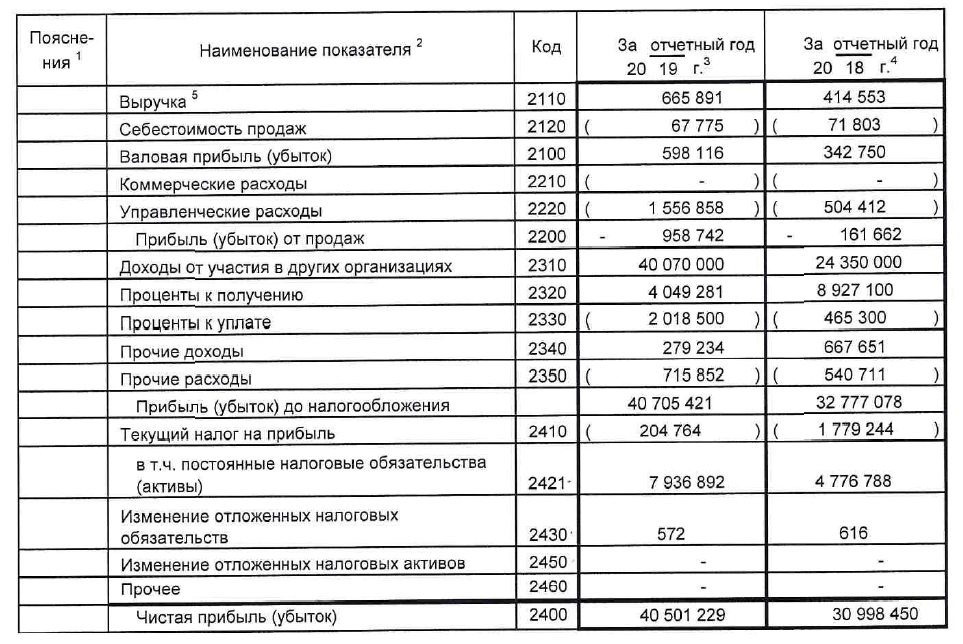 Поясне- Наименование показателя 2 Код За отчетный год За отчетный год
ния 1 20 19 г.3 20 18 г.4
Выручка 5 2110 665 891 414 553
Себестоимость продаж 2120 ( 67 775 ) ( 71 803 )
Валовая прибыль (убыток) 2100 598 116 342 750
Коммерческие расходы 2210 ( - ) ( - )
Управленческие расходы 2220 ( 1 556 858 ) ( 504 412 )
Прибыль (убыток) от продаж 2200 - 958 742 - 161 662
Доходы от участия в других организациях 2310 40 070 000 24 350 000
Проценты к получению 2320 4 049 281 8 927 100
Проценты к уплате 2330 ( 2 018 500 ) ( 465 300 )
Прочие доходы 2340 279 234 667 651
Прочие расходы 2350 ( 715 852 ) ( 540 711 )
Прибыль (убыток) до налогообложения 40 705 421 32 777 078
Текущий налог на прибыль 2410 ( 204 764 ) ( 1 779 244 )
в т.ч. постоянные налоговые обязательства
(активы) 2421 7 936 892 4 776 788
Изменение отложенных налоговых
обязательств 2430 572 616
Изменение отложенных налоговых активов 2450 - -
Прочее 2460 - -
Чистая прибыль (убыток) 2400 40 501 229 30 998 450